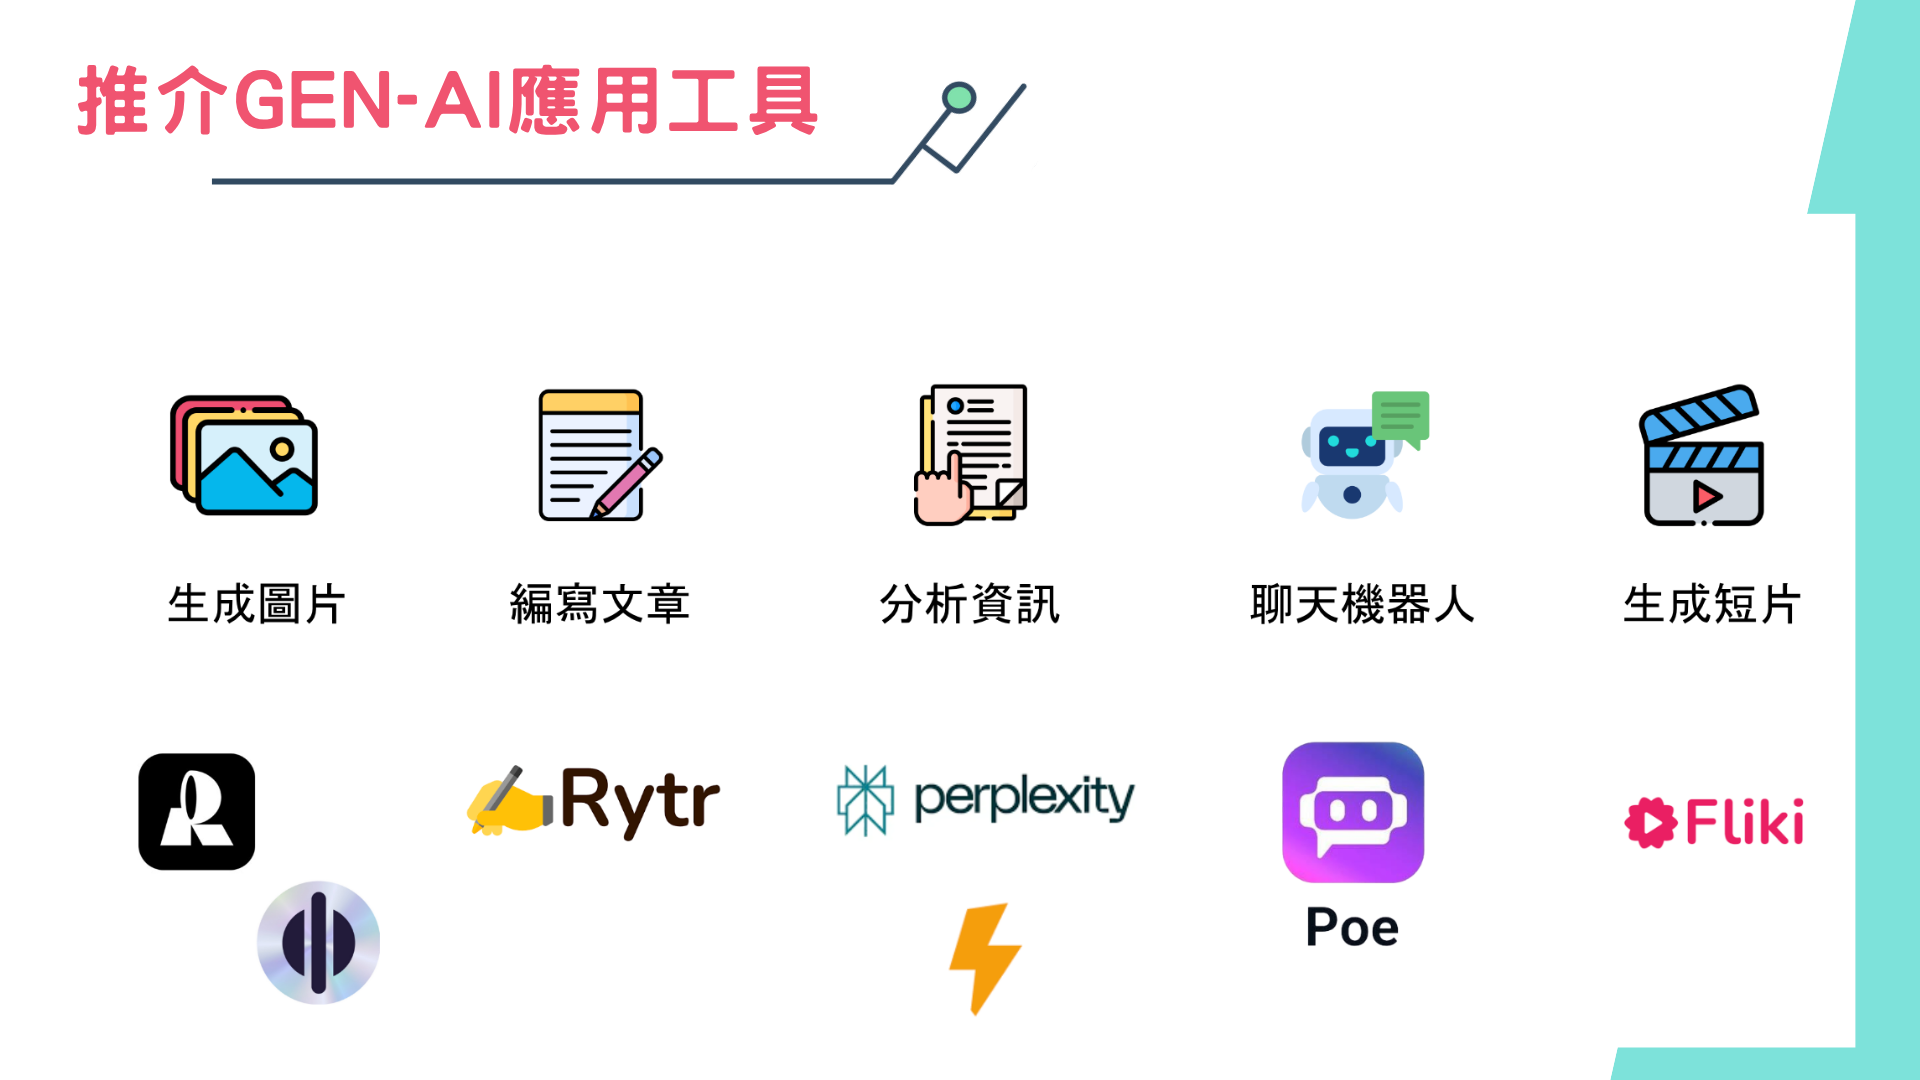 推介GEN-AI應用工具
生成圖片
編寫文章
分析資訊
聊天機器人
生成短片
Rytr
perplexity
Poe
Fliki